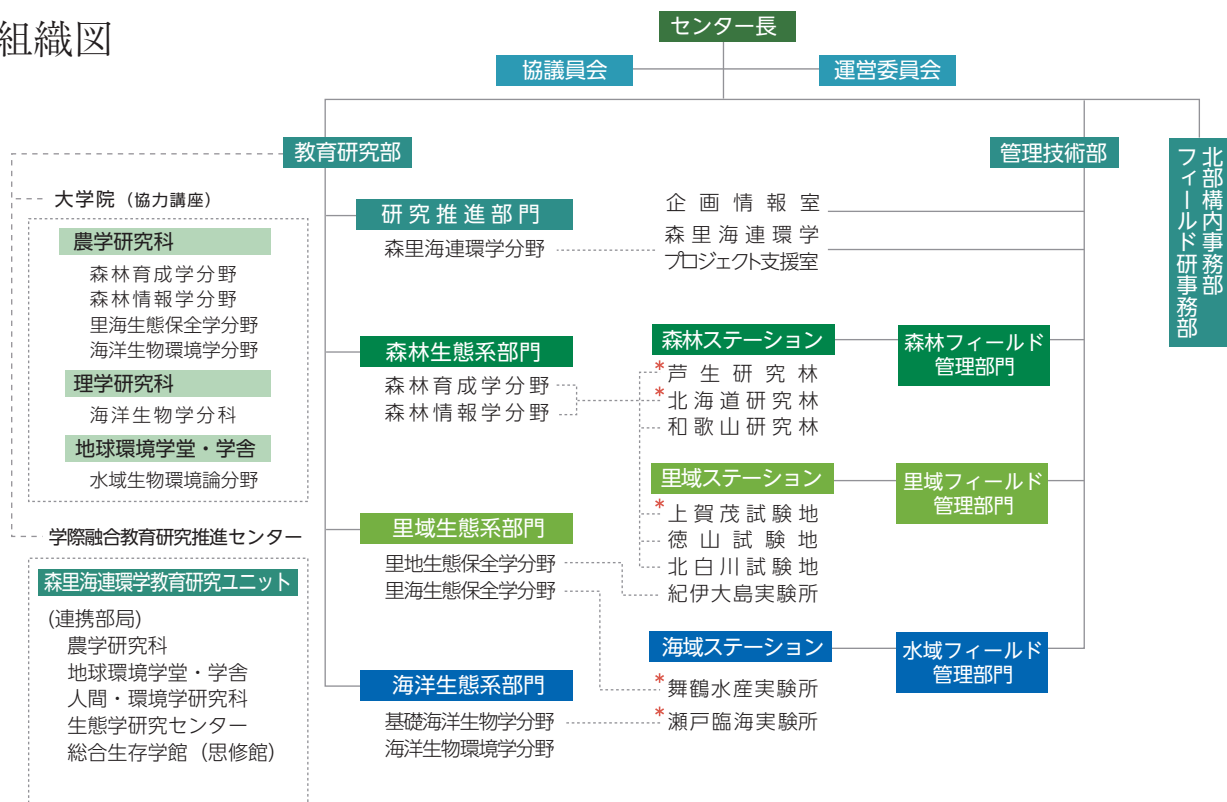 組織図
センター長
協議員会
運営委員会
教育研究部
管理技術部
北部構内事務部
フィールド研事務部
大学院（協力講座）
農学研究科
森林育成学分野
森林情報学分野
里海生態保全学分野
海洋生物環境学分野
理学研究科
海洋生物学分科
地球環境学堂・学舎
水域生物環境論分野
学際融合教育研究推進センター
森里海連環学教育研究ユニット
(連携部局)
農学研究科
地球環境学堂・学舎
人間・環境学研究科
生態学研究センター
総合生存学館（思修館）
研究推進部門
森里海連環学分野
森林生態系部門
森林育成学分野
森林情報学分野
里域生態系部門
里地生態保全学分野
里海生態保全学分野
海洋生態系部門
基礎海洋生物学分野
海洋生物環境学分野
企画情報室
森里海連環学
プロジェクト支援室
森林ステーション
*芦生研究林
*北海道研究林
和歌山研究林
里域ステーション
*上賀茂試験地
徳山試験地
北白川試験地
紀伊大島実験所
海域ステーション
*舞鶴水産実験所
*瀬戸臨海実験所
森林フィールド
管理部門
里域フィールド
管理部門
水域フィールド
管理部門